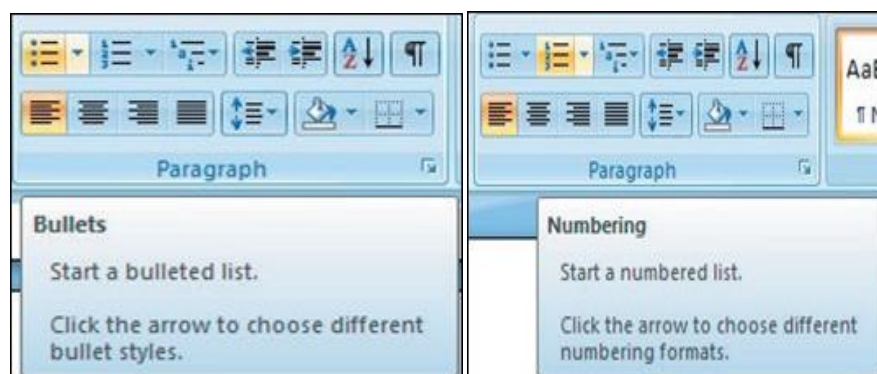 Paragraph
Bullets
Start a bulleted list.
Click the arrow to choose different
bullet styles.
Paragraph
Numbering
Start a numbered list.
Click the arrow to choose different
numbering formats.